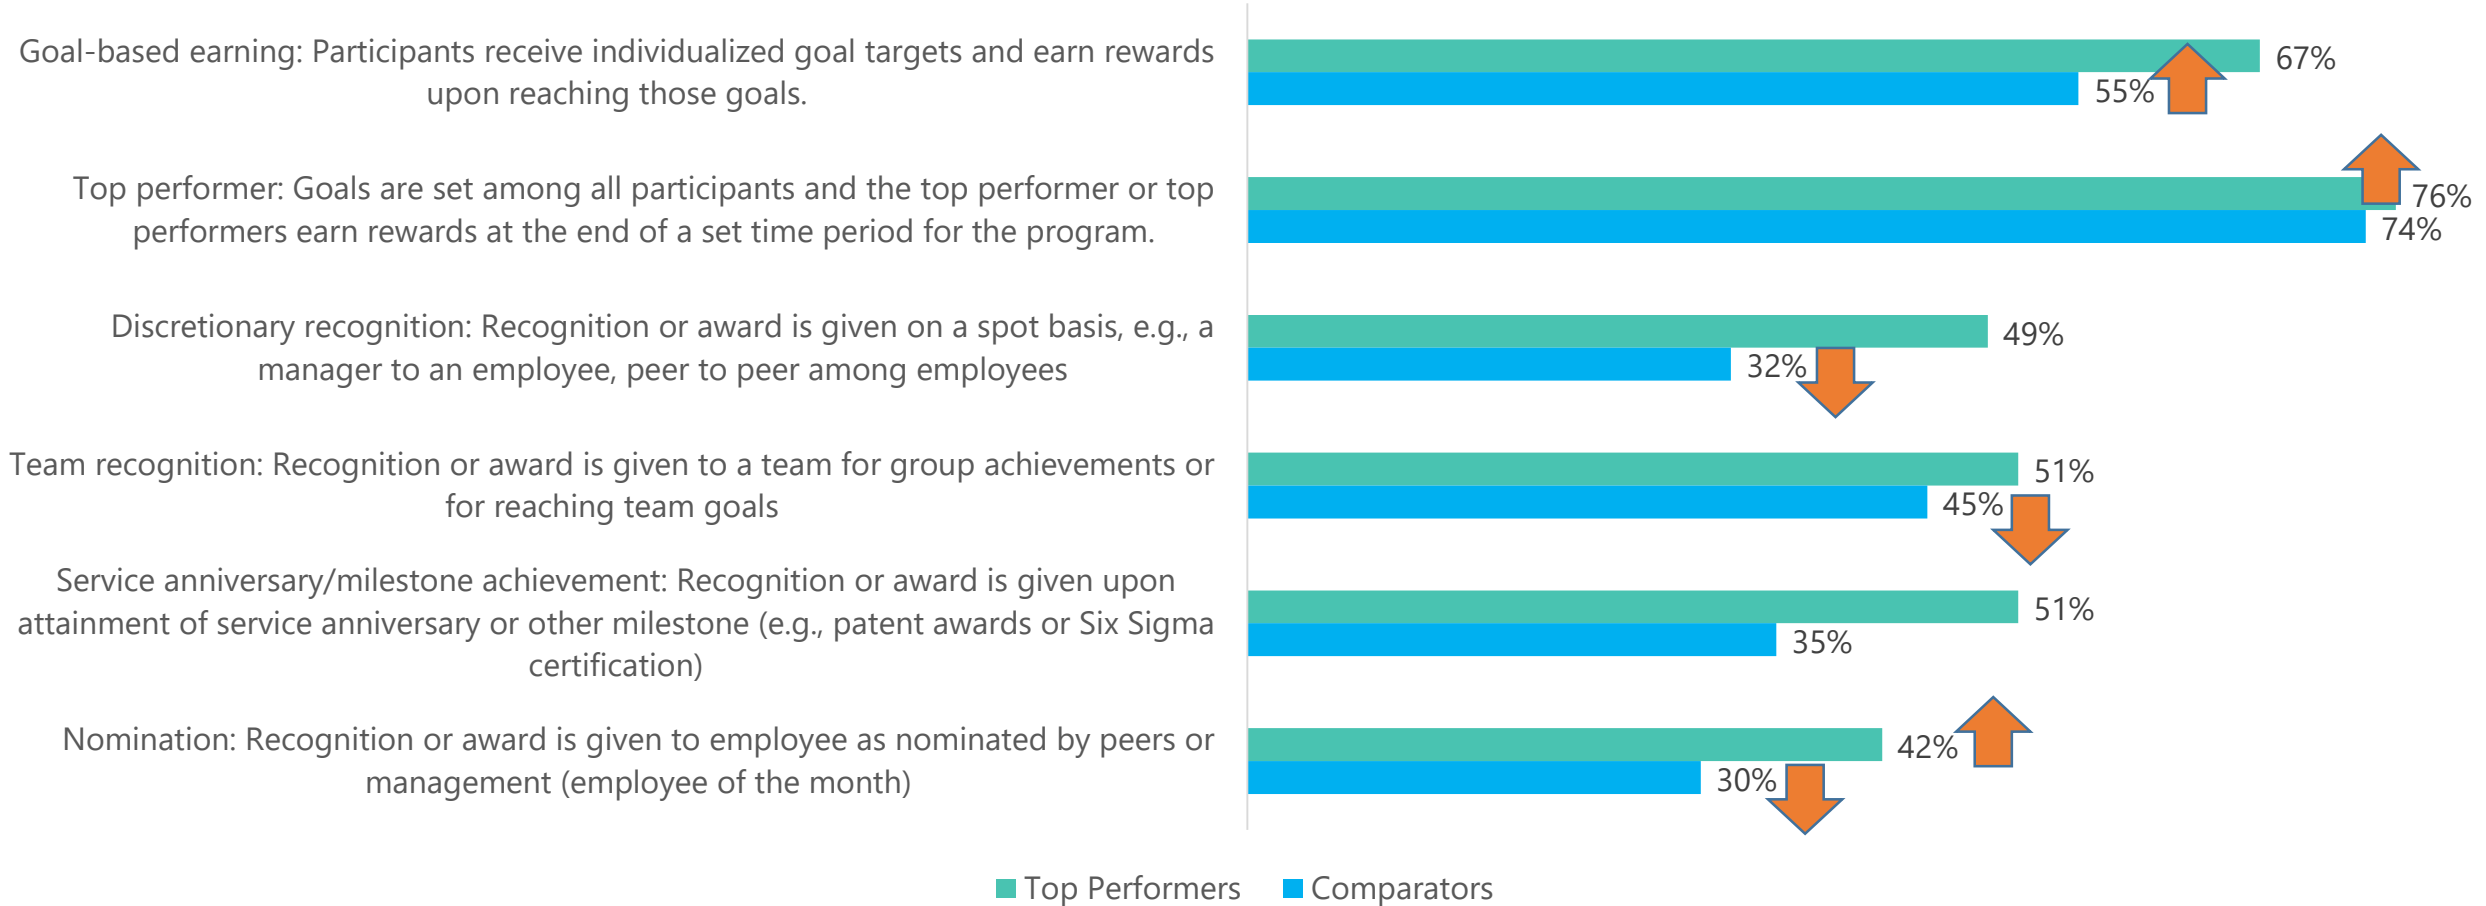 Goal-based earning: Participants receive individualized goal targets and earn rewards
upon reaching those goals.
67%
55%
Top performer: Goals are set among all participants and the top performer or top
performers earn rewards at the end of a set time period for the program.
76%
74%
Discretionary recognition: Recognition or award is given on a spot basis, e.g., a
manager to an employee, peer to peer among employees
49%
32%
Team recognition: Recognition or award is given to a team for group achievements or
for reaching team goals
51%
45%
Service anniversary/milestone achievement: Recognition or award is given upon
attainment of service anniversary or other milestone (e.g., patent awards or Six Sigma
certification)
51%
35%
Nomination: Recognition or award is given to employee as nominated by peers or
management (employee of the month)
42%
30%
Top Performers
Comparators